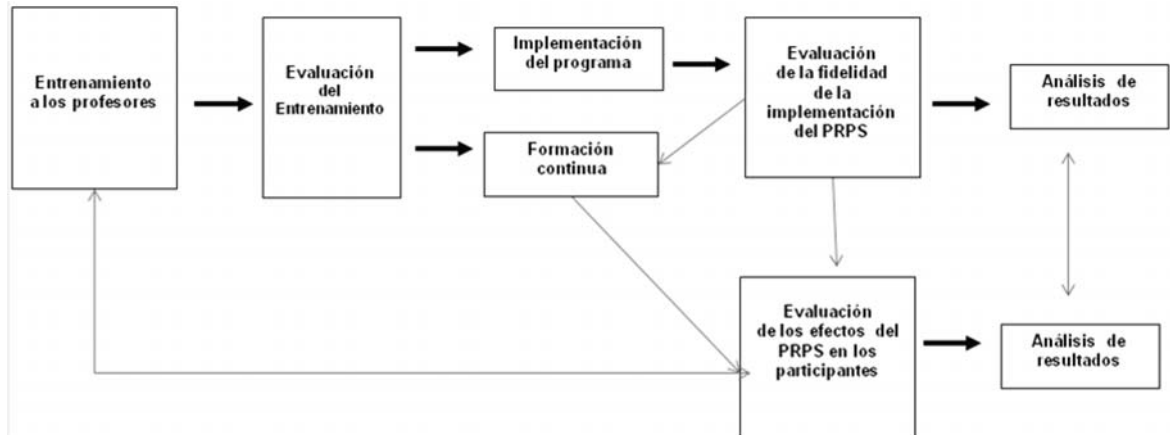 Entrenamiento
a los profesores
Evaluación
del
Entrenamiento
Implementación
del programa
Formación
continua
Evaluación
de la fidelidad
de la
implementación
del PRPS
Análisis de
resultados
Evaluación
de los efectos del
PRPS en los
participantes
Análisis de
resultados